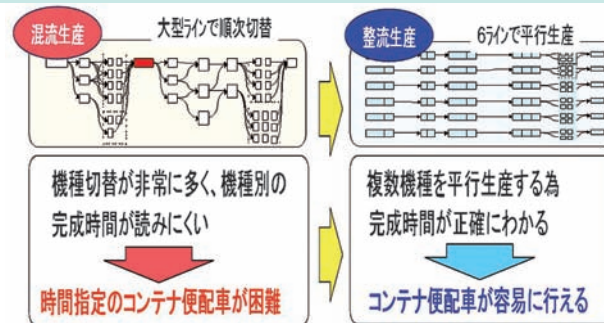 混流生産
大型ラインで順次切替
整流生産
6ラインで平行生産
機種切替が非常に多く、機種別の
完成時間が読みにくい
時間指定のコンテナ便配車が困難
複数機種を平行生産する為
完成時間が正確にわかる
コンテナ便配車が容易に行える